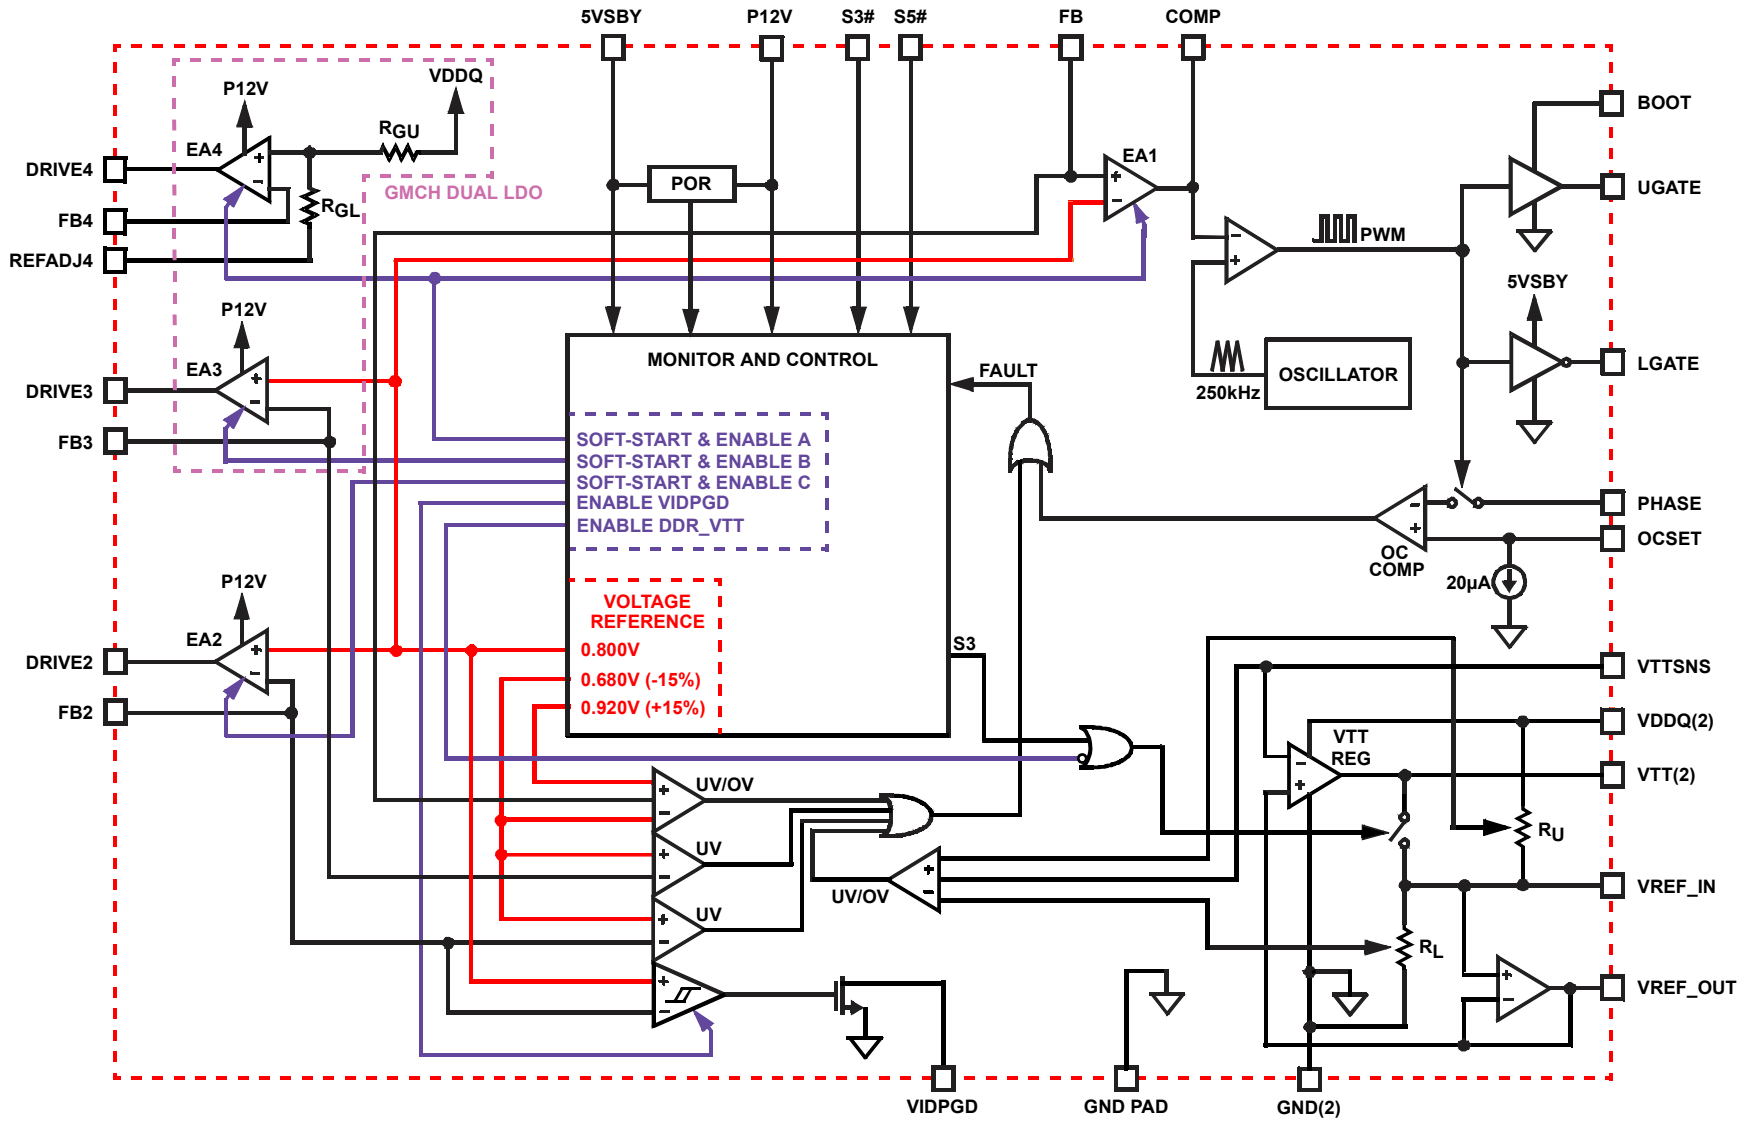 5VSBY
P12V
S3#
S5#
FB
COMP
VDDQ
P12V
BOOT
RGU
EA4
EA1
DRIVE4
POR
UGATE
GMCH DUAL LDO
RGL
FB4
PWM
REFADJ4
5VSBY
P12V
MONITOR AND CONTROL
FAULT
LGATE
EA3
OSCILLATOR
DRIVE3
250kHz
FB3
SOFT-START & ENABLE A
SOFT-START & ENABLE B
SOFT-START & ENABLE C
ENABLE VIDPGD
ENABLE DDR_VTT
PHASE
OCSET
OC
COMP
20µA
P12V
VOLTAGE
REFERENCE
EA2
0.800V
S3
DRIVE2
VTTSNS
0.680V (-15%)
0.920V (+15%)
FB2
VDDQ(2)
VTT
REG
VTT(2)
UV/OV
RU
UV
UV/OV
VREF_IN
UV
RL
VREF_OUT
VIDPGD
GND PAD
GND(2)
+
-
+
-
+
-
+
-
-
+
-
+
-
+
+
-
+
-
+
-
+
-
+
-
+
-